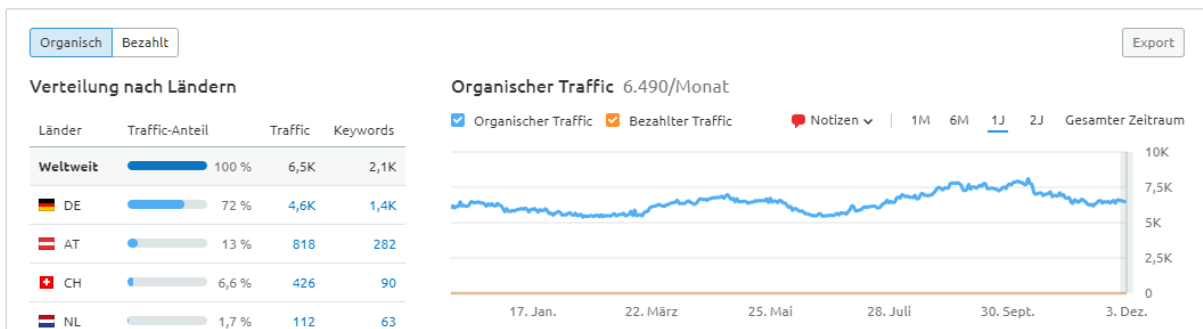 Organisch Bezahlt Export
Verteilung nach Ländern
Organischer Traffic 6.490/Monat
Länder Traffic-Anteil Traffic Keywords
Organischer Traffic Bezahlter Traffic Notizen 1M 6M 1J 2J Gesamter Zeitraum
Weltweit 100 % 6,5K 2,1K
DE 72 % 4,6K 1,4K
AT 13 % 818 282
CH 6,6 % 426 90
NL 1,7 % 112 63
10K
7,5K
5K
2,5K
0
17. Jan. 22. März 25. Mai 28. Juli 30. Sept. 3. Dez.